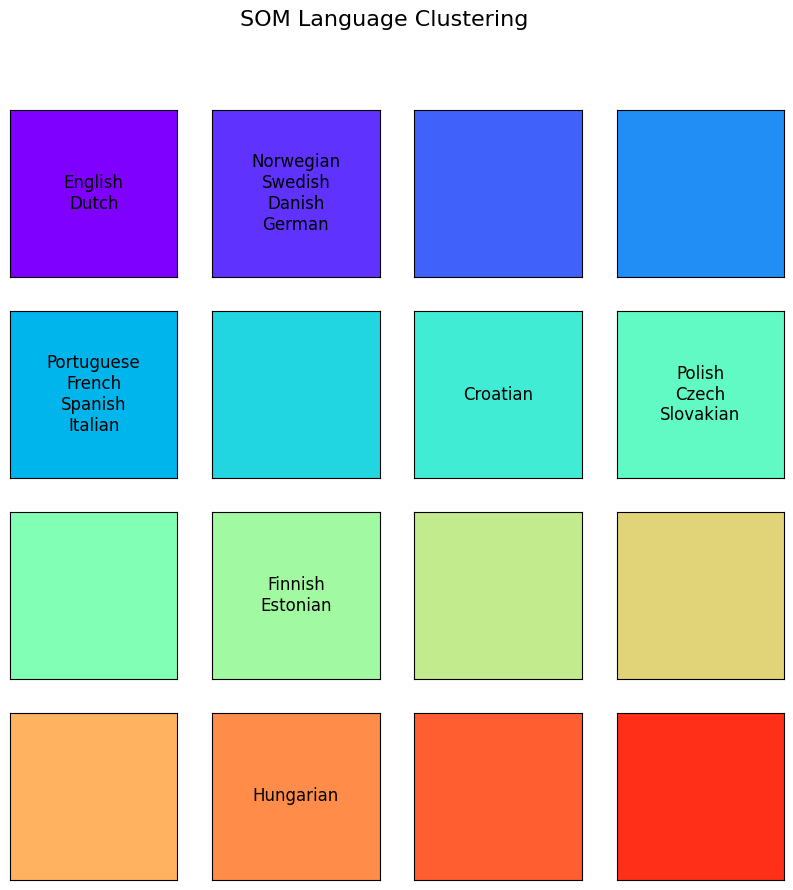 SOM Language Clustering
English
Dutch
Norwegian
Swedish
Danish
German
Portuguese
French
Spanish
Italian
Croatian
Polish
Czech
Slovakian
Finnish
Estonian
Hungarian